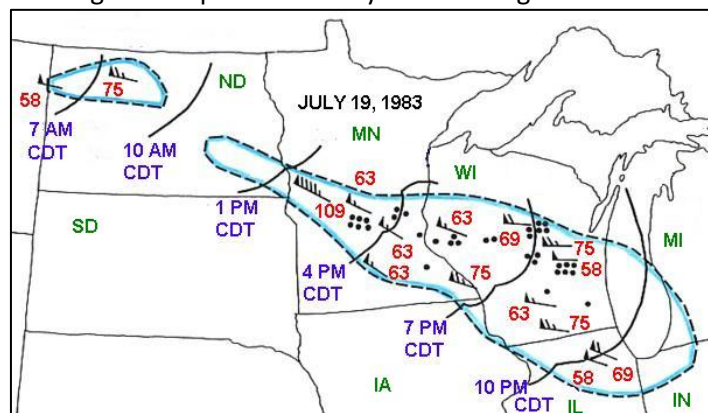 ND
75
58
7 AM
CDT
10 AM
CDT
JULY 19, 1983
MN
63
WI
1 PM
CDT
SD
109
63
63
63
69
75
75
58
MI
4 PM
CDT
7 PM
CDT
63
75
IA
10 PM
CDT
58
69
IL
IN